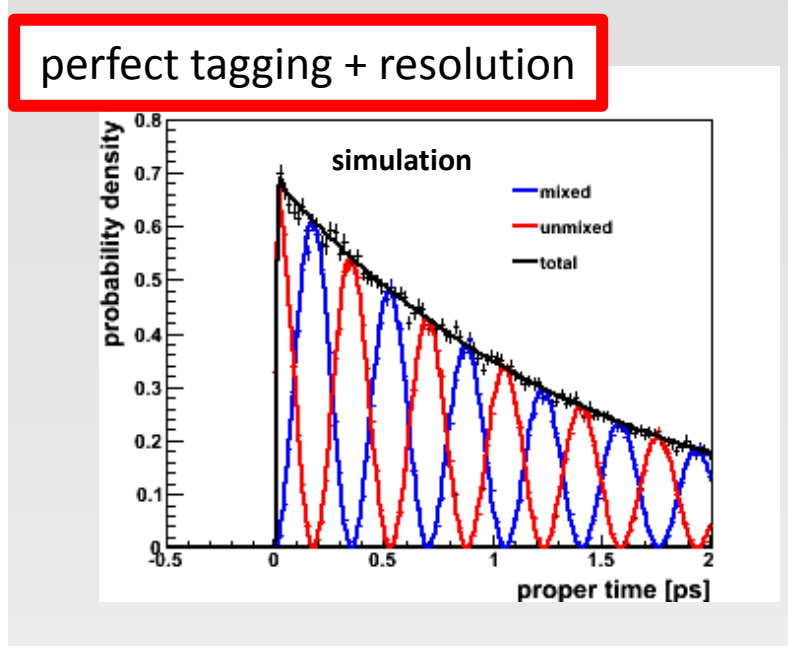 perfect tagging + resolution
simulation
mixed
unmixed
total
probability density
0.8
0.7
0.6
0.5
0.4
0.3
0.2
0.1
0
-0.5 0 0.5 1 1.5 2
proper time [ps]